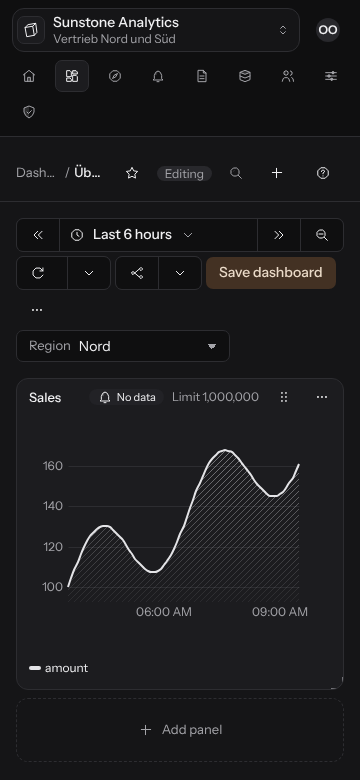 Sunstone Analytics
Vertrieb Nord und Süd
OO
Dash… / Üb…
Editing
Last 6 hours
Save dashboard
Region Nord
Sales No data Limit 1,000,000
160
140
120
100
06:00 AM 09:00 AM
amount
Add panel